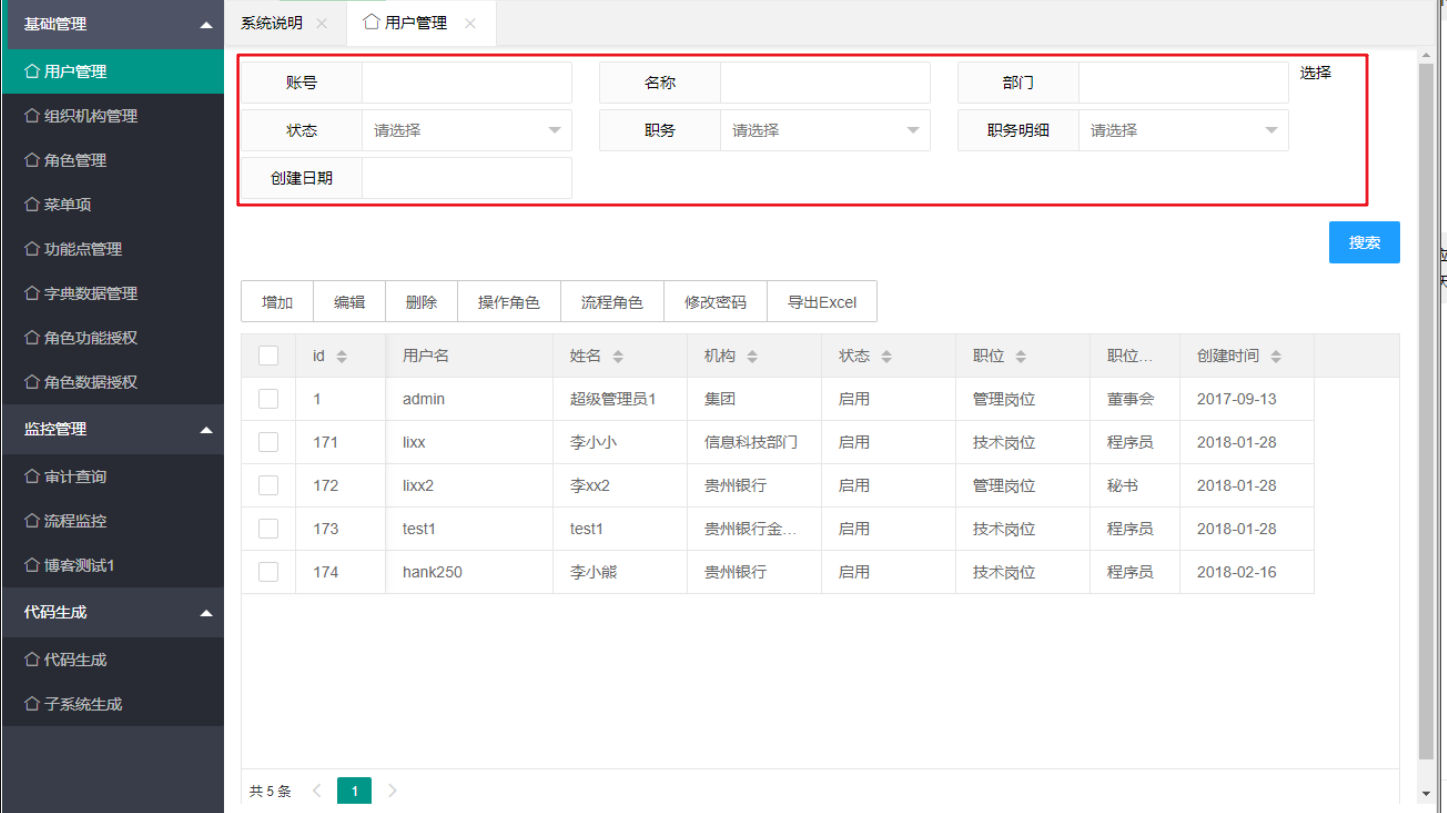 基础管理
用户管理
组织机构管理
角色管理
菜单项
功能点管理
字典数据管理
角色功能授权
角色数据授权
监控管理
审计查询
流程监控
博客测试1
代码生成
代码生成
子系统生成
系统说明 用户管理
账号 名称 部门 选择
状态 请选择 职务 请选择 职务明细 请选择
创建日期
搜索
增加 编辑 删除 操作角色 流程角色 修改密码 导出Excel
id 用户名 姓名 机构 状态 职位 职位... 创建时间
1 admin 超级管理员1 集团 启用 管理岗位 董事会 2017-09-13
171 lixx 李小小 信息科技部门 启用 技术岗位 程序员 2018-01-28
172 lixx2 李xx2 贵州银行 启用 管理岗位 秘书 2018-01-28
173 test1 test1 贵州银行金... 启用 技术岗位 程序员 2018-01-28
174 hank250 李小熊 贵州银行 启用 技术岗位 程序员 2018-02-16
共 5 条 1